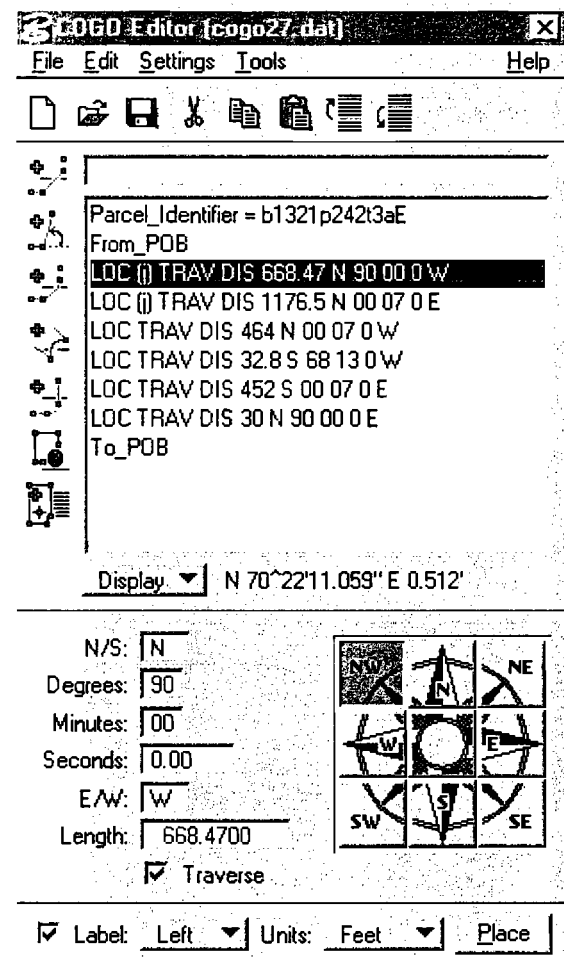 COGO Editor (cogo27.dat)
File Edit Settings Tools Help
Parcel_Identifier = b1321p242t3aE
From_POB
LOC (j) TRAV DIS 668.47 N 90 00 0 W
LOC (j) TRAV DIS 1176.5 N 00 07 0 E
LOC TRAV DIS 464 N 00 07 0 W
LOC TRAV DIS 32.8 S 68 13 0 W
LOC TRAV DIS 452 S 00 07 0 E
LOC TRAV DIS 30 N 90 00 0 E
To_POB
Display N 70^22'11.059" E 0.512'
N/S: N
Degrees: 90
Minutes: 00
Seconds: 0.00
E/W: W
Length: 668.4700
Traverse
NW N NE
W E
SW S SE
Label: Left Units: Feet Place